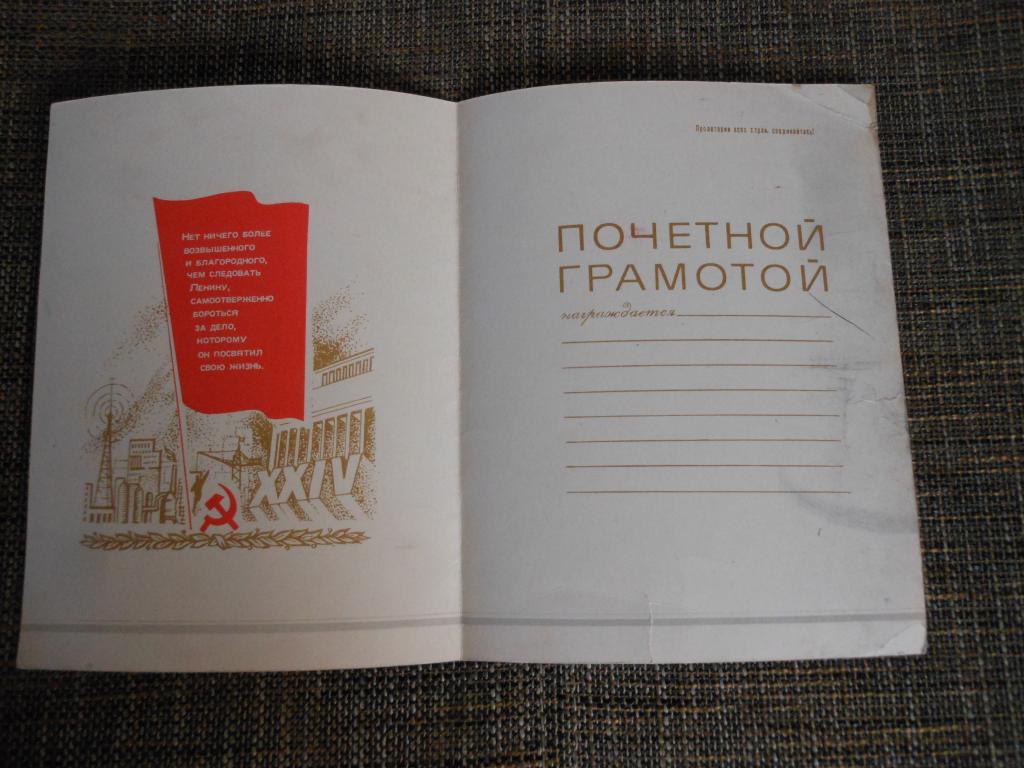 Нет ничего более
возвышенного
и благородного,
чем следовать
Ленину,
самоотверженно
бороться
за дело,
которому
он посвятил
свою жизнь.
XXIV
Пролетарии всех стран, соединяйтесь!
ПОЧЕТНОЙ
ГРАМОТОЙ
награждается